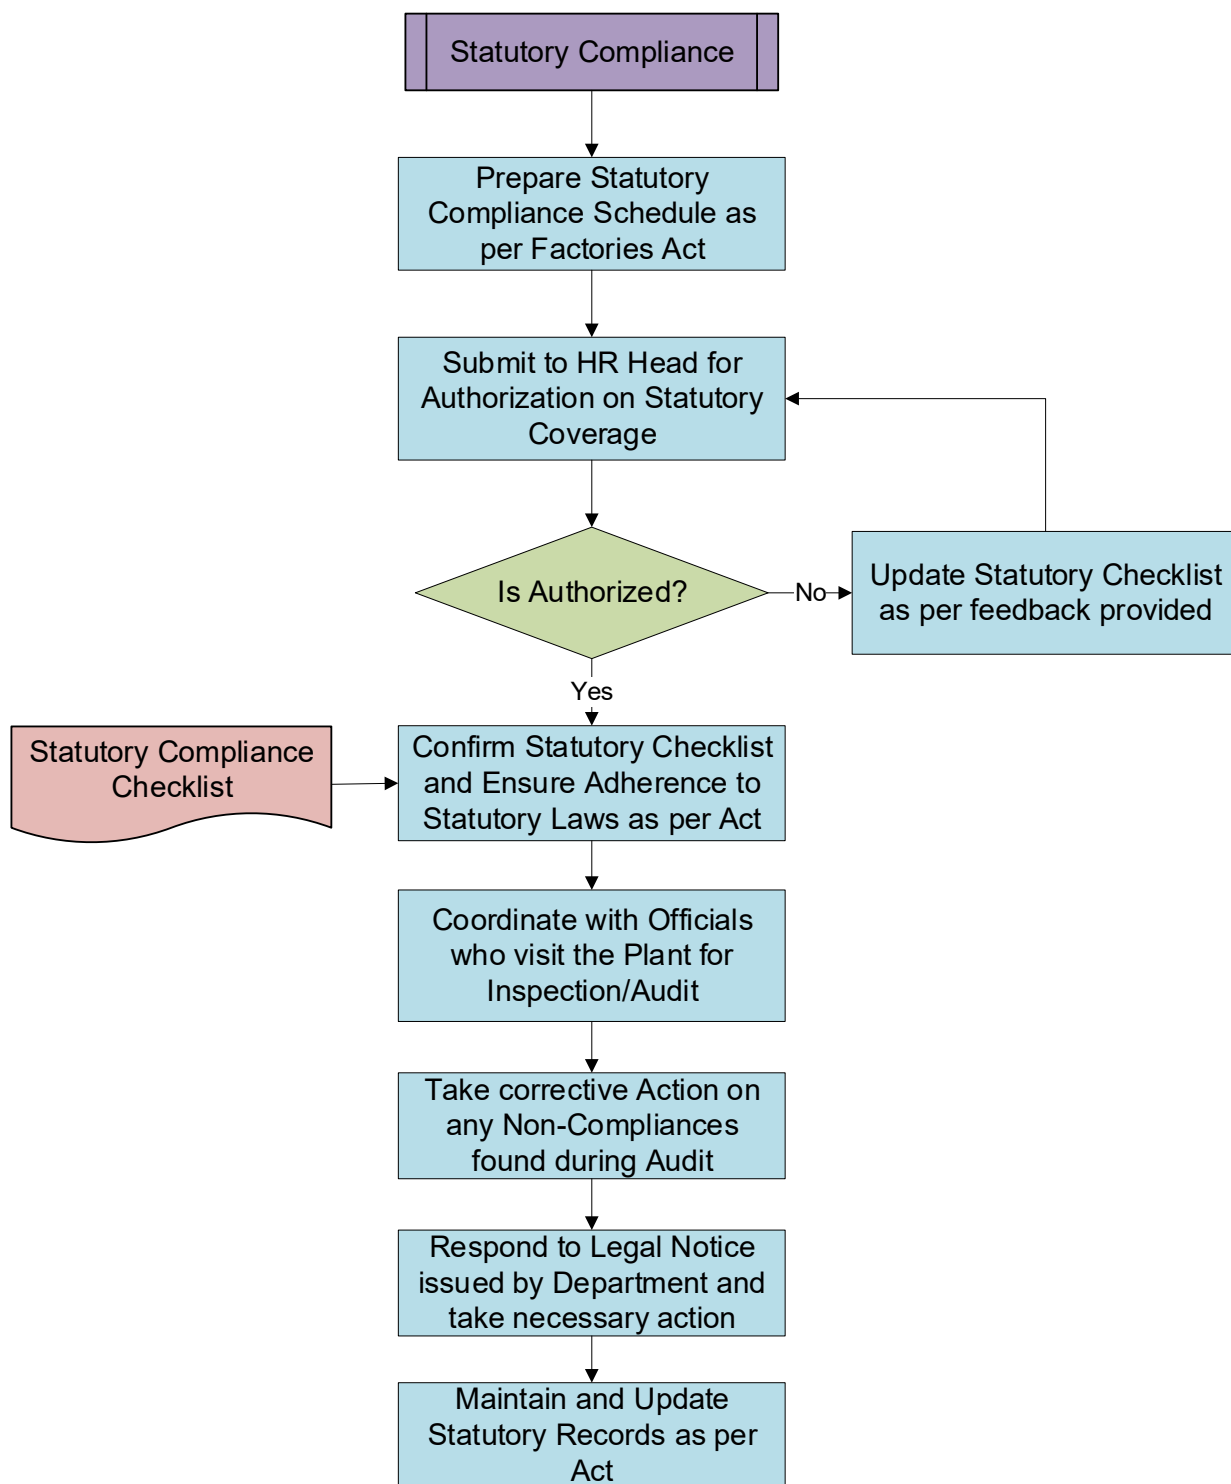 Statutory Compliance
Prepare Statutory
Compliance Schedule as
per Factories Act
Submit to HR Head for
Authorization on Statutory
Coverage
Is Authorized?
No
Update Statutory Checklist
as per feedback provided
Yes
Statutory Compliance
Checklist
Confirm Statutory Checklist
and Ensure Adherence to
Statutory Laws as per Act
Coordinate with Officials
who visit the Plant for
Inspection/Audit
Take corrective Action on
any Non-Compliances
found during Audit
Respond to Legal Notice
issued by Department and
take necessary action
Maintain and Update
Statutory Records as per
Act